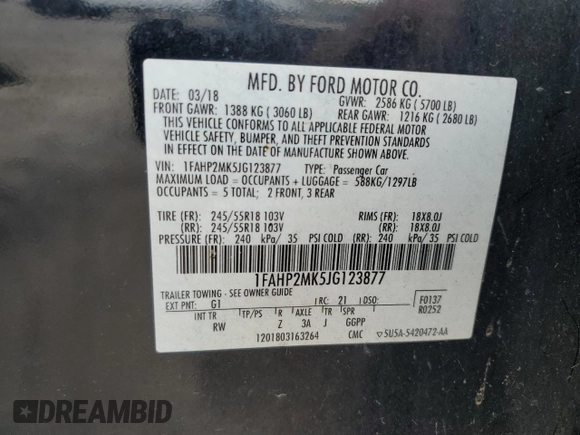 MFD. BY FORD MOTOR CO.
DATE: 03/18 GVWR: 2586 KG ( 5700 LB)
FRONT GAWR: 1388 KG ( 3060 LB) REAR GAWR: 1216 KG ( 2680 LB)
THIS VEHICLE CONFORMS TO ALL APPLICABLE FEDERAL MOTOR
VEHICLE SAFETY, BUMPER, AND THEFT PREVENTION STANDARDS
IN EFFECT ON THE DATE OF MANUFACTURE SHOWN ABOVE.
VIN: 1FAHP2MK5JG123877 TYPE: Passenger Car
MAXIMUM LOAD = OCCUPANTS + LUGGAGE = 588KG/1297LB
OCCUPANTS = 5 TOTAL; 2 FRONT, 3 REAR
TIRE (FR): 245/55R18 103V RIMS (FR): 18X8.0J
(RR): 245/55R18 103V (RR): 18X8.0J
PRESSURE (FR): 240 kPa/ 35 PSI COLD (RR): 240 kPa/ 35 PSI COLD
1FAHP2MK5JG123877
TRAILER TOWING - SEE OWNER GUIDE
EXT PNT: G1 RC: 21 DSO: F0137
INT TR TP/PS R AXLE TR SPR R0252
RW Z 3A J GGPP
1201803163264 CMC 5U5A-5420472-AA
DREAMBID